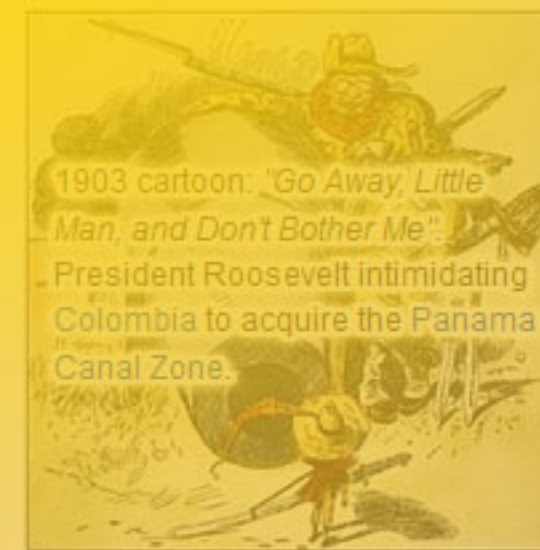 1903 cartoon: "Go Away, Little
Man, and Don't Bother Me".
President Roosevelt intimidating
Colombia to acquire the Panama
Canal Zone.